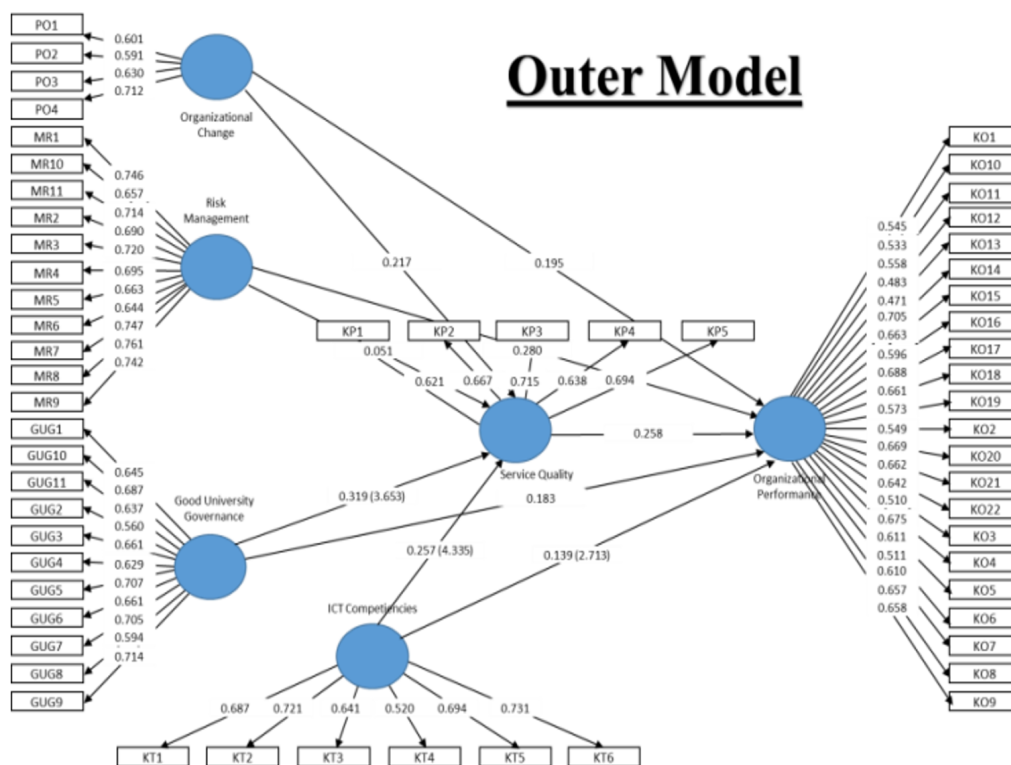 Outer Model
PO1
PO2
PO3
PO4
0.601
0.591
0.630
0.712
Organizational
Change
MR1
MR10
MR11
MR2
MR3
MR4
MR5
MR6
MR7
MR8
MR9
0.746
0.657
0.714
0.690
0.720
0.695
0.663
0.644
0.747
0.761
0.742
Risk
Management
GUG1
GUG10
GUG11
GUG2
GUG3
GUG4
GUG5
GUG6
GUG7
GUG8
GUG9
0.645
0.687
0.637
0.560
0.661
0.629
0.707
0.661
0.705
0.594
0.714
Good University
Governance
0.217
0.195
KP1
KP2
KP3
KP4
KP5
0.051
0.280
0.621
0.667
0.715
0.638
0.694
Service Quality
0.258
0.319 (3.653)
0.183
0.257 (4.335)
0.139 (2.713)
ICT Competiencies
0.687
0.721
0.641
0.520
0.694
0.731
KT1
KT2
KT3
KT4
KT5
KT6
Organizational
Performance
0.545
0.533
0.558
0.483
0.471
0.705
0.663
0.596
0.688
0.661
0.573
0.549
0.669
0.662
0.642
0.510
0.675
0.611
0.511
0.610
0.657
0.658
KO1
KO10
KO11
KO12
KO13
KO14
KO15
KO16
KO17
KO18
KO19
KO2
KO20
KO21
KO22
KO3
KO4
KO5
KO6
KO7
KO8
KO9